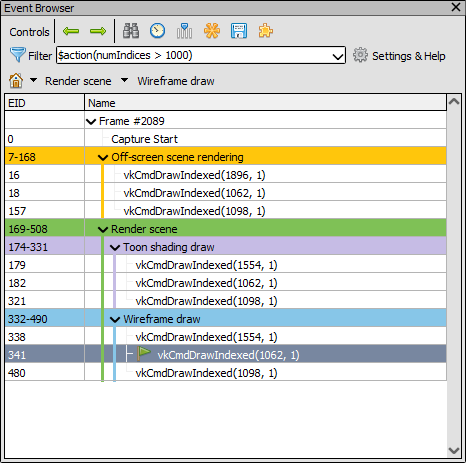 Event Browser
Controls
Filter $action(numIndices > 1000) Settings & Help
Render scene Wireframe draw
EID Name
Frame #2089
0 Capture Start
7-168 Off-screen scene rendering
16 vkCmdDrawIndexed(1896, 1)
18 vkCmdDrawIndexed(1062, 1)
157 vkCmdDrawIndexed(1098, 1)
169-508 Render scene
174-331 Toon shading draw
179 vkCmdDrawIndexed(1554, 1)
182 vkCmdDrawIndexed(1062, 1)
321 vkCmdDrawIndexed(1098, 1)
332-490 Wireframe draw
338 vkCmdDrawIndexed(1554, 1)
341 vkCmdDrawIndexed(1062, 1)
480 vkCmdDrawIndexed(1098, 1)